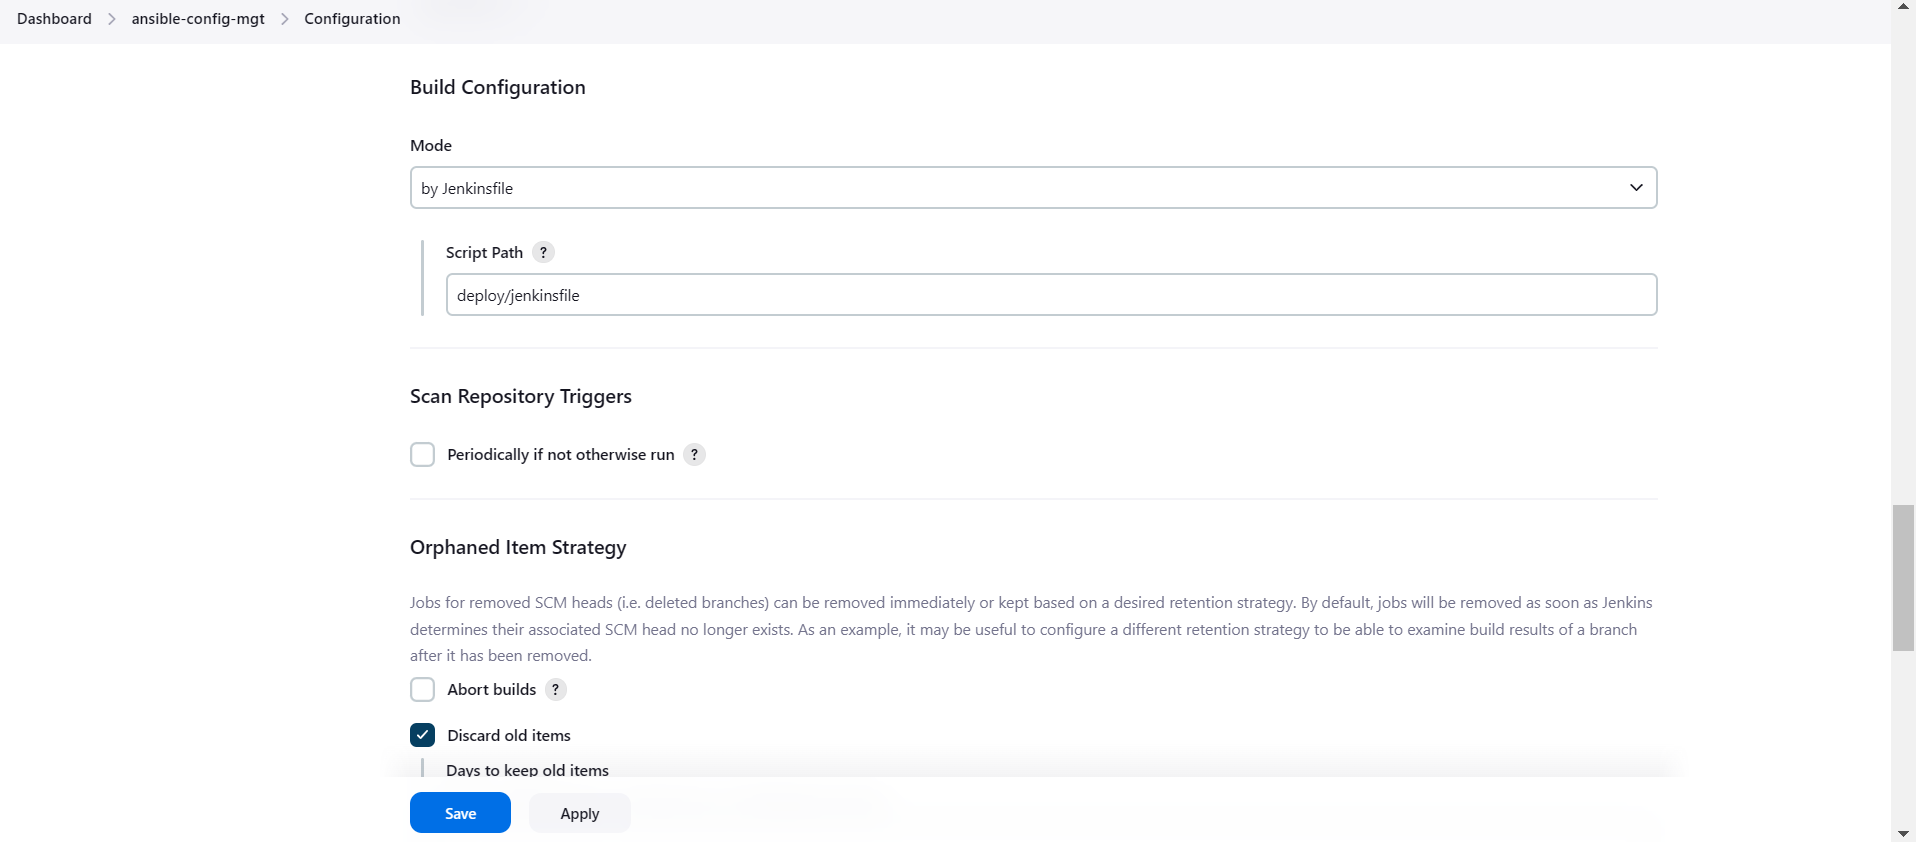 Dashboard > ansible-config-mgt > Configuration
Build Configuration
Mode
by Jenkinsfile
Script Path ?
deploy/jenkinsfile
Scan Repository Triggers
Periodically if not otherwise run ?
Orphaned Item Strategy
Jobs for removed SCM heads (i.e. deleted branches) can be removed immediately or kept based on a desired retention strategy. By default, jobs will be removed as soon as Jenkins
determines their associated SCM head no longer exists. As an example, it may be useful to configure a different retention strategy to be able to examine build results of a branch
after it has been removed.
Abort builds ?
Discard old items
Days to keep old items
Save Apply